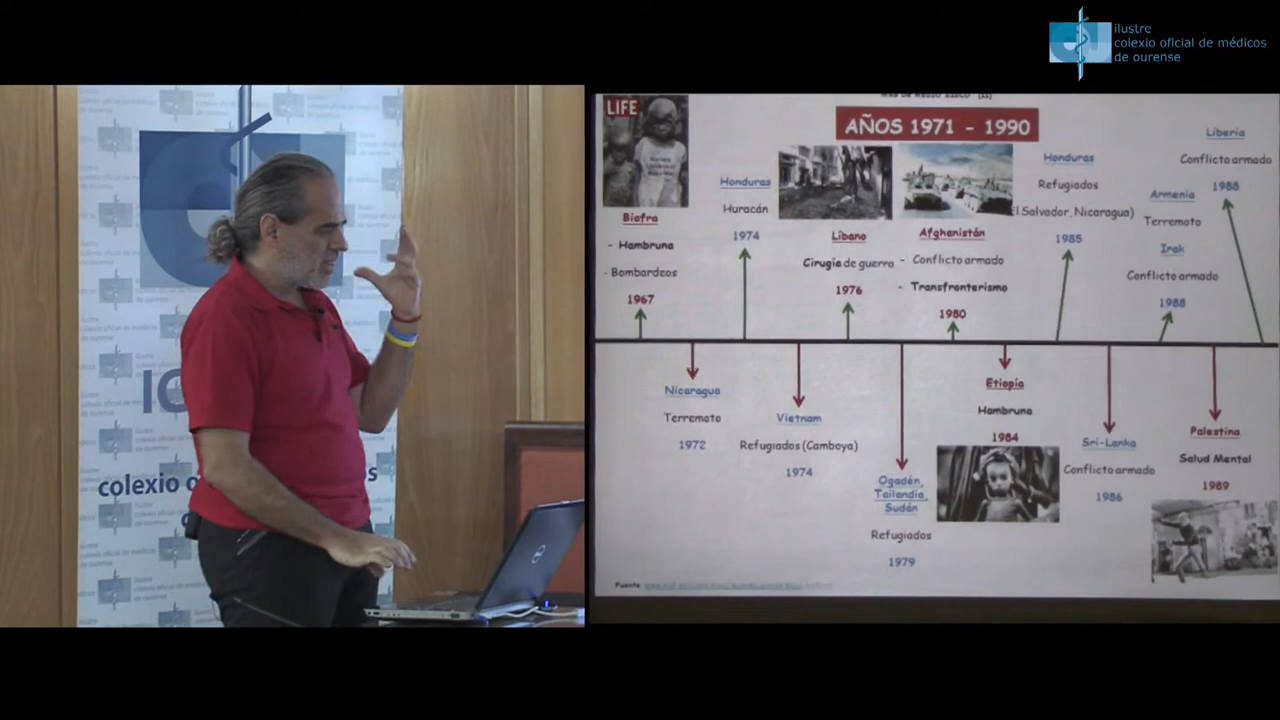 ilustre
colexio oficial de médicos
de ourense
colexio o
LIFE
AÑOS 1971 - 1990
Biafra
- Hambruna
- Bombardeos
1967
Honduras
Huracán
1974
Líbano
Cirugía de guerra
1976
Afghanistán
- Conflicto armado
- Transfronterismo
1980
Honduras
Refugiados
El Salvador, Nicaragua)
1985
Armenia
Terremoto
Irak
Conflicto armado
1988
Liberia
Conflicto armado
1988
Nicaragua
Terremoto
1972
Vietnam
Refugiados (Camboya)
1974
Ogadén,
Tailandia,
Sudán
Refugiados
1979
Etiopía
Hambruna
1984
Sri-Lanka
Conflicto armado
1986
Palestina
Salud Mental
1989
Fuente